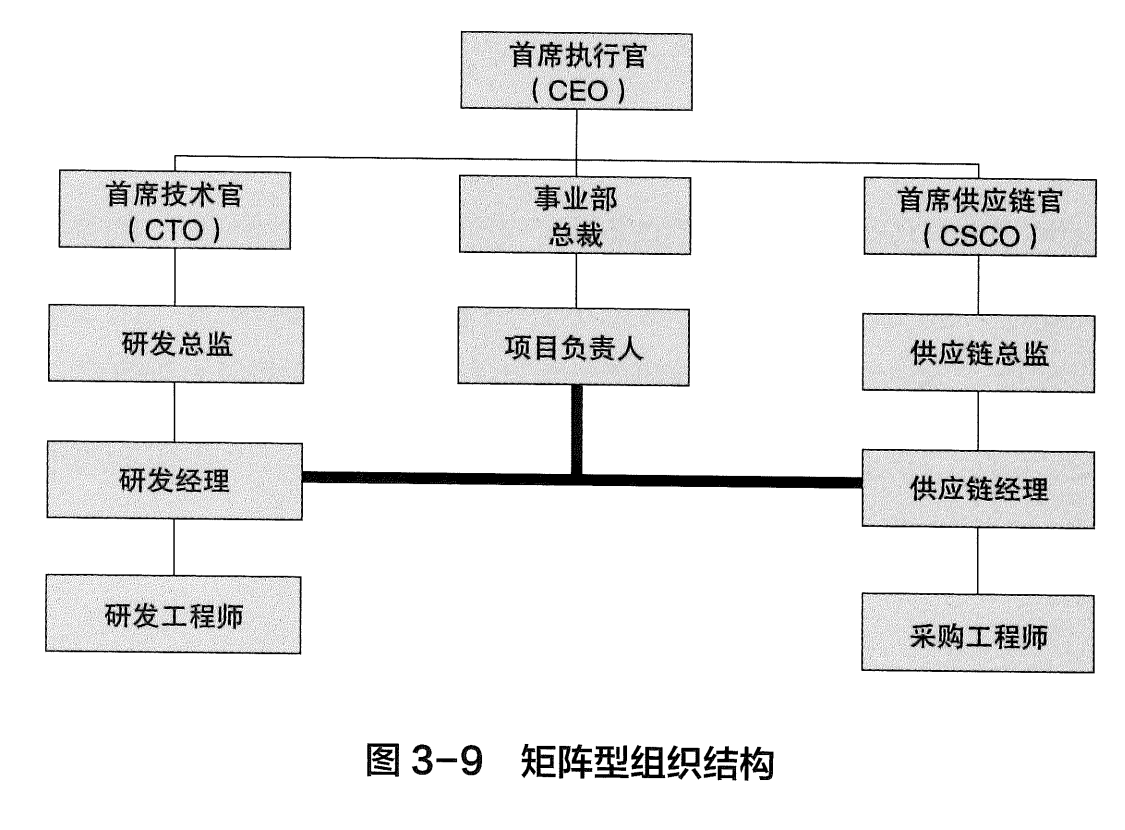 首席执行官
（CEO）
首席技术官
（CTO）
事业部
总裁
首席供应链官
（CSCO）
研发总监
项目负责人
供应链总监
研发经理
供应链经理
研发工程师
采购工程师
图 3-9 矩阵型组织结构